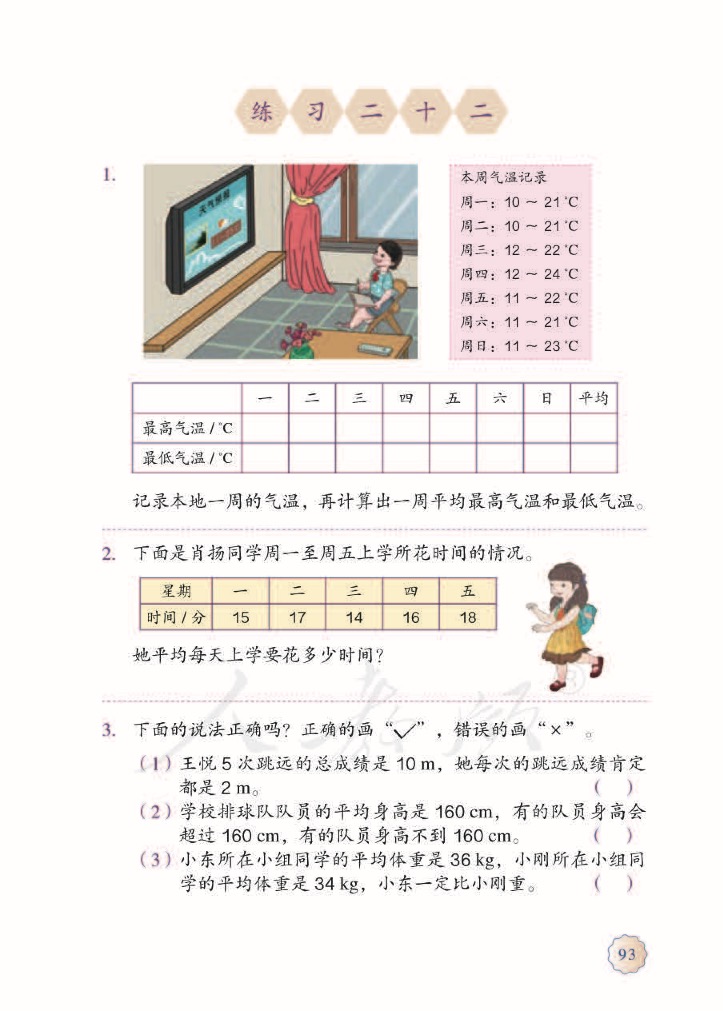 练习二十二
1.
天气预报
本周气温记录
周一：10 ~ 21 ℃
周二：10 ~ 21 ℃
周三：12 ~ 22 ℃
周四：12 ~ 24 ℃
周五：11 ~ 22 ℃
周六：11 ~ 21 ℃
周日：11 ~ 23 ℃
一 二 三 四 五 六 日 平均
最高气温 / ℃
最低气温 / ℃
记录本地一周的气温，再计算出一周平均最高气温和最低气温。
2. 下面是肖扬同学周一至周五上学所花时间的情况。
星期 一 二 三 四 五
时间 / 分 15 17 14 16 18
她平均每天上学要花多少时间？
3. 下面的说法正确吗？正确的画“✓”，错误的画“×”。
（1）王悦 5 次跳远的总成绩是 10 m，她每次的跳远成绩肯定
都是 2 m。 （ ）
（2）学校排球队队员的平均身高是 160 cm，有的队员身高会
超过 160 cm，有的队员身高不到 160 cm。 （ ）
（3）小东所在小组同学的平均体重是 36 kg，小刚所在小组同
学的平均体重是 34 kg，小东一定比小刚重。 （ ）
93